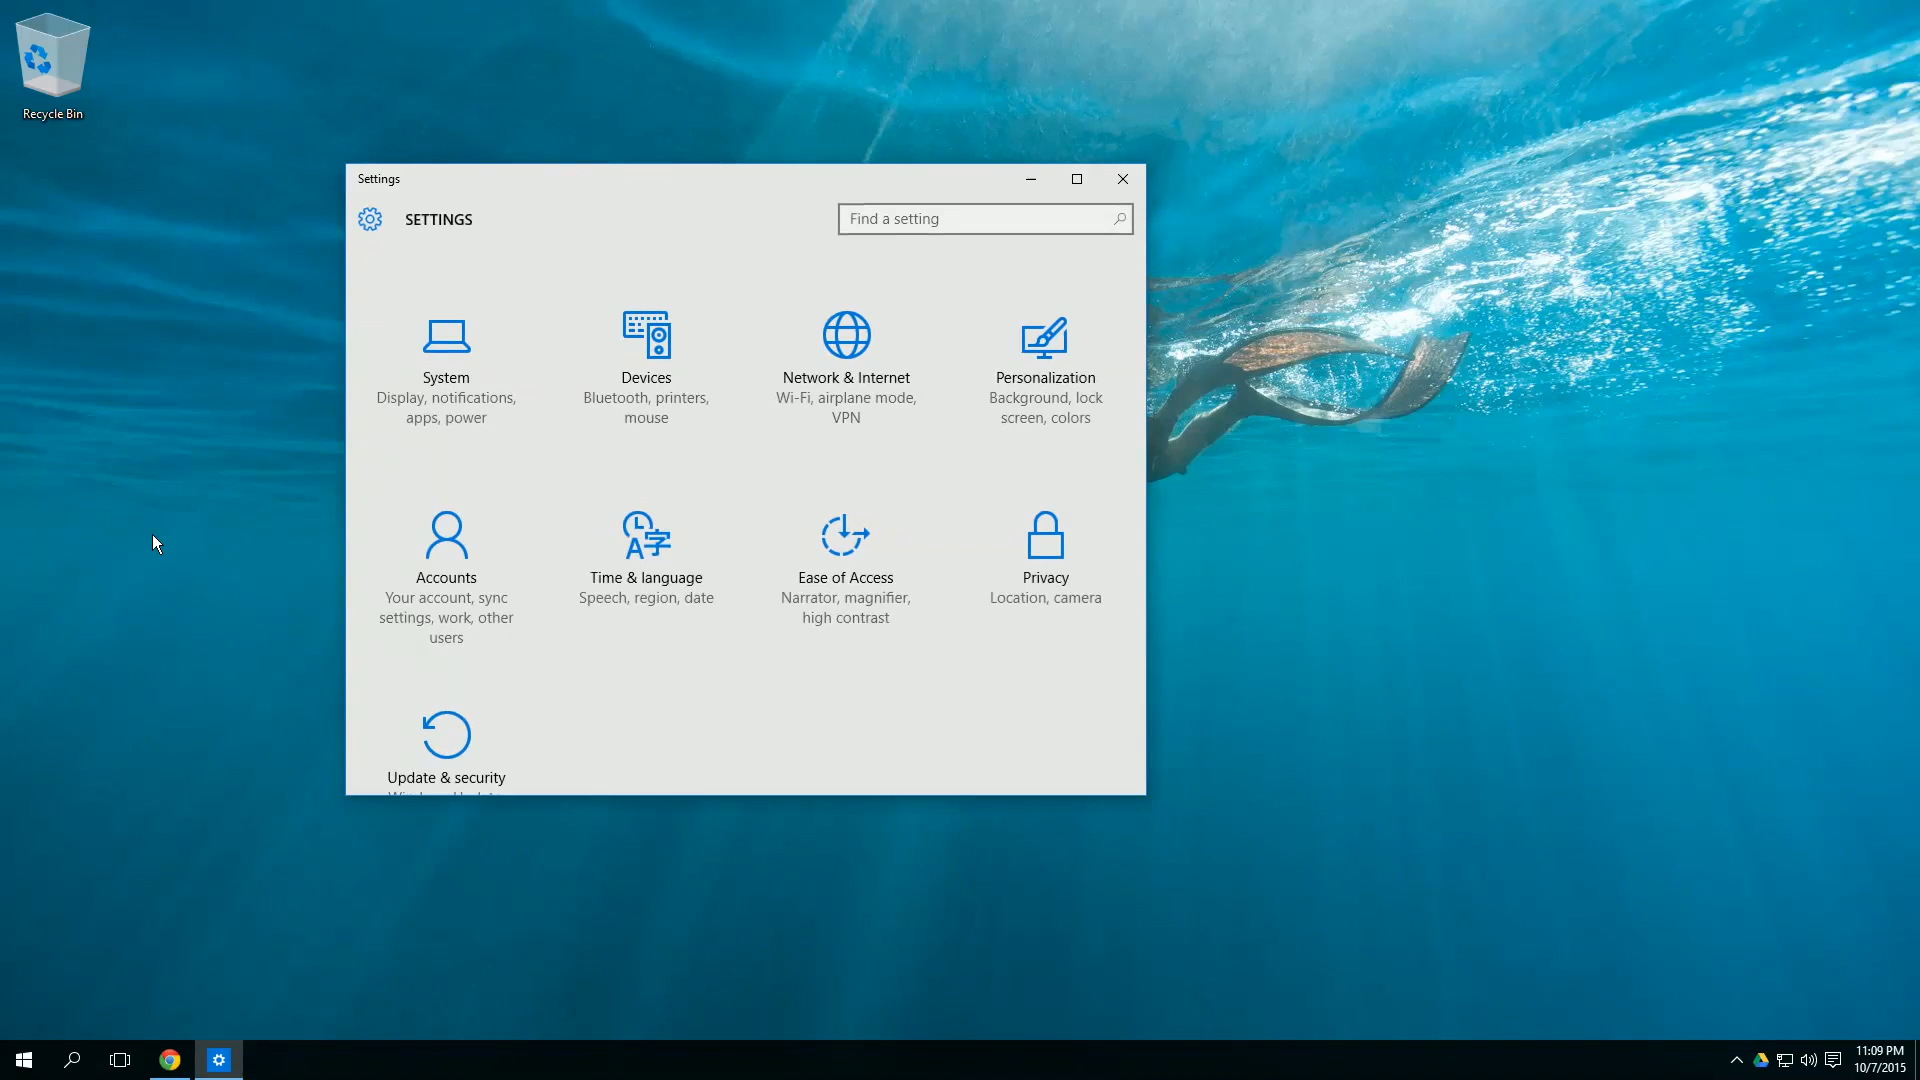 Recycle Bin
Settings
SETTINGS
Find a setting
System
Display, notifications,
apps, power
Devices
Bluetooth, printers,
mouse
Network & Internet
Wi-Fi, airplane mode,
VPN
Personalization
Background, lock
screen, colors
Accounts
Your account, sync
settings, work, other
users
Time & language
Speech, region, date
Ease of Access
Narrator, magnifier,
high contrast
Privacy
Location, camera
Update & security
11:09 PM
10/7/2015